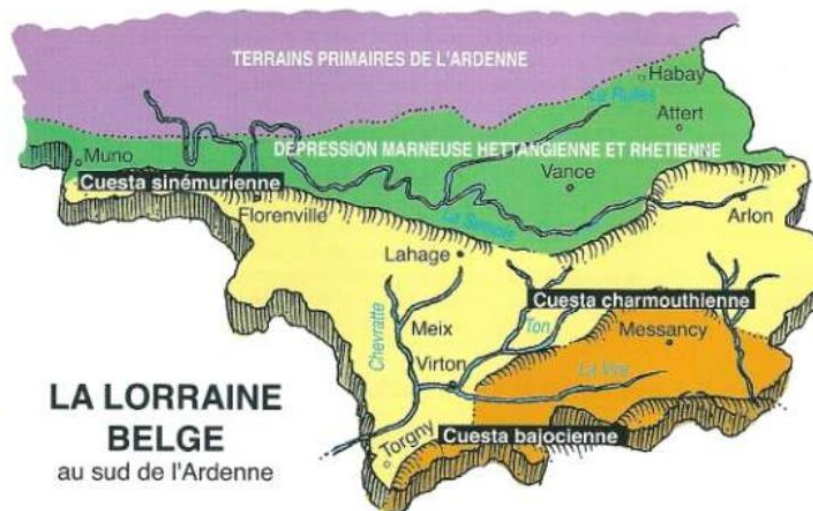 TERRAINS PRIMAIRES DE L'ARDENNE
Habay
La Rulles
Attert
DÉPRESSION MARNEUSE HETTANGIENNE ET RHETIENNE
Muno
Vance
Cuesta sinémurienne
Florenville
La Semois
Arlon
Lahage
Chevratte
Cuesta charmouthienne
Meix
Ton
Messancy
Virton
La Vire
LA LORRAINE
BELGE
au sud de l'Ardenne
Torgny
Cuesta bajocienne